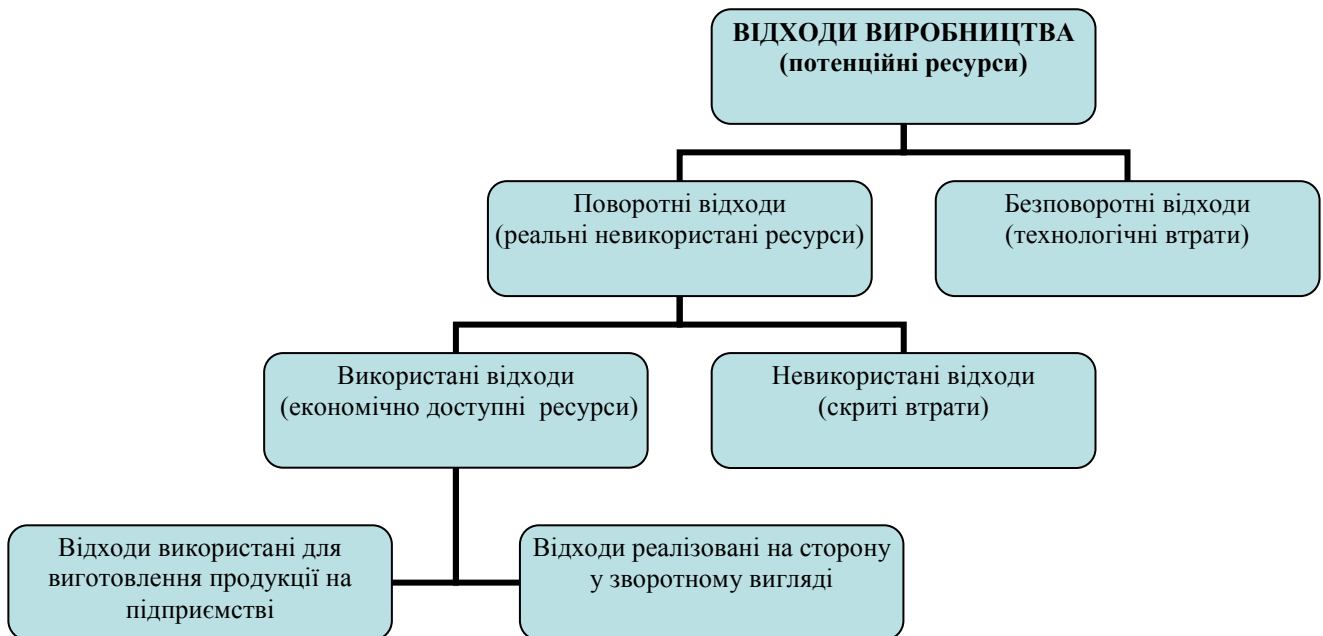 ВІДХОДИ ВИРОБНИЦТВА
(потенційні ресурси)
Поворотні відходи
(реальні невикористані ресурси)
Безповоротні відходи
(технологічні втрати)
Використані відходи
(економічно доступні ресурси)
Невикористані відходи
(скриті втрати)
Відходи використані для
виготовлення продукції на
підприємстві
Відходи реалізовані на сторону
у зворотному вигляді